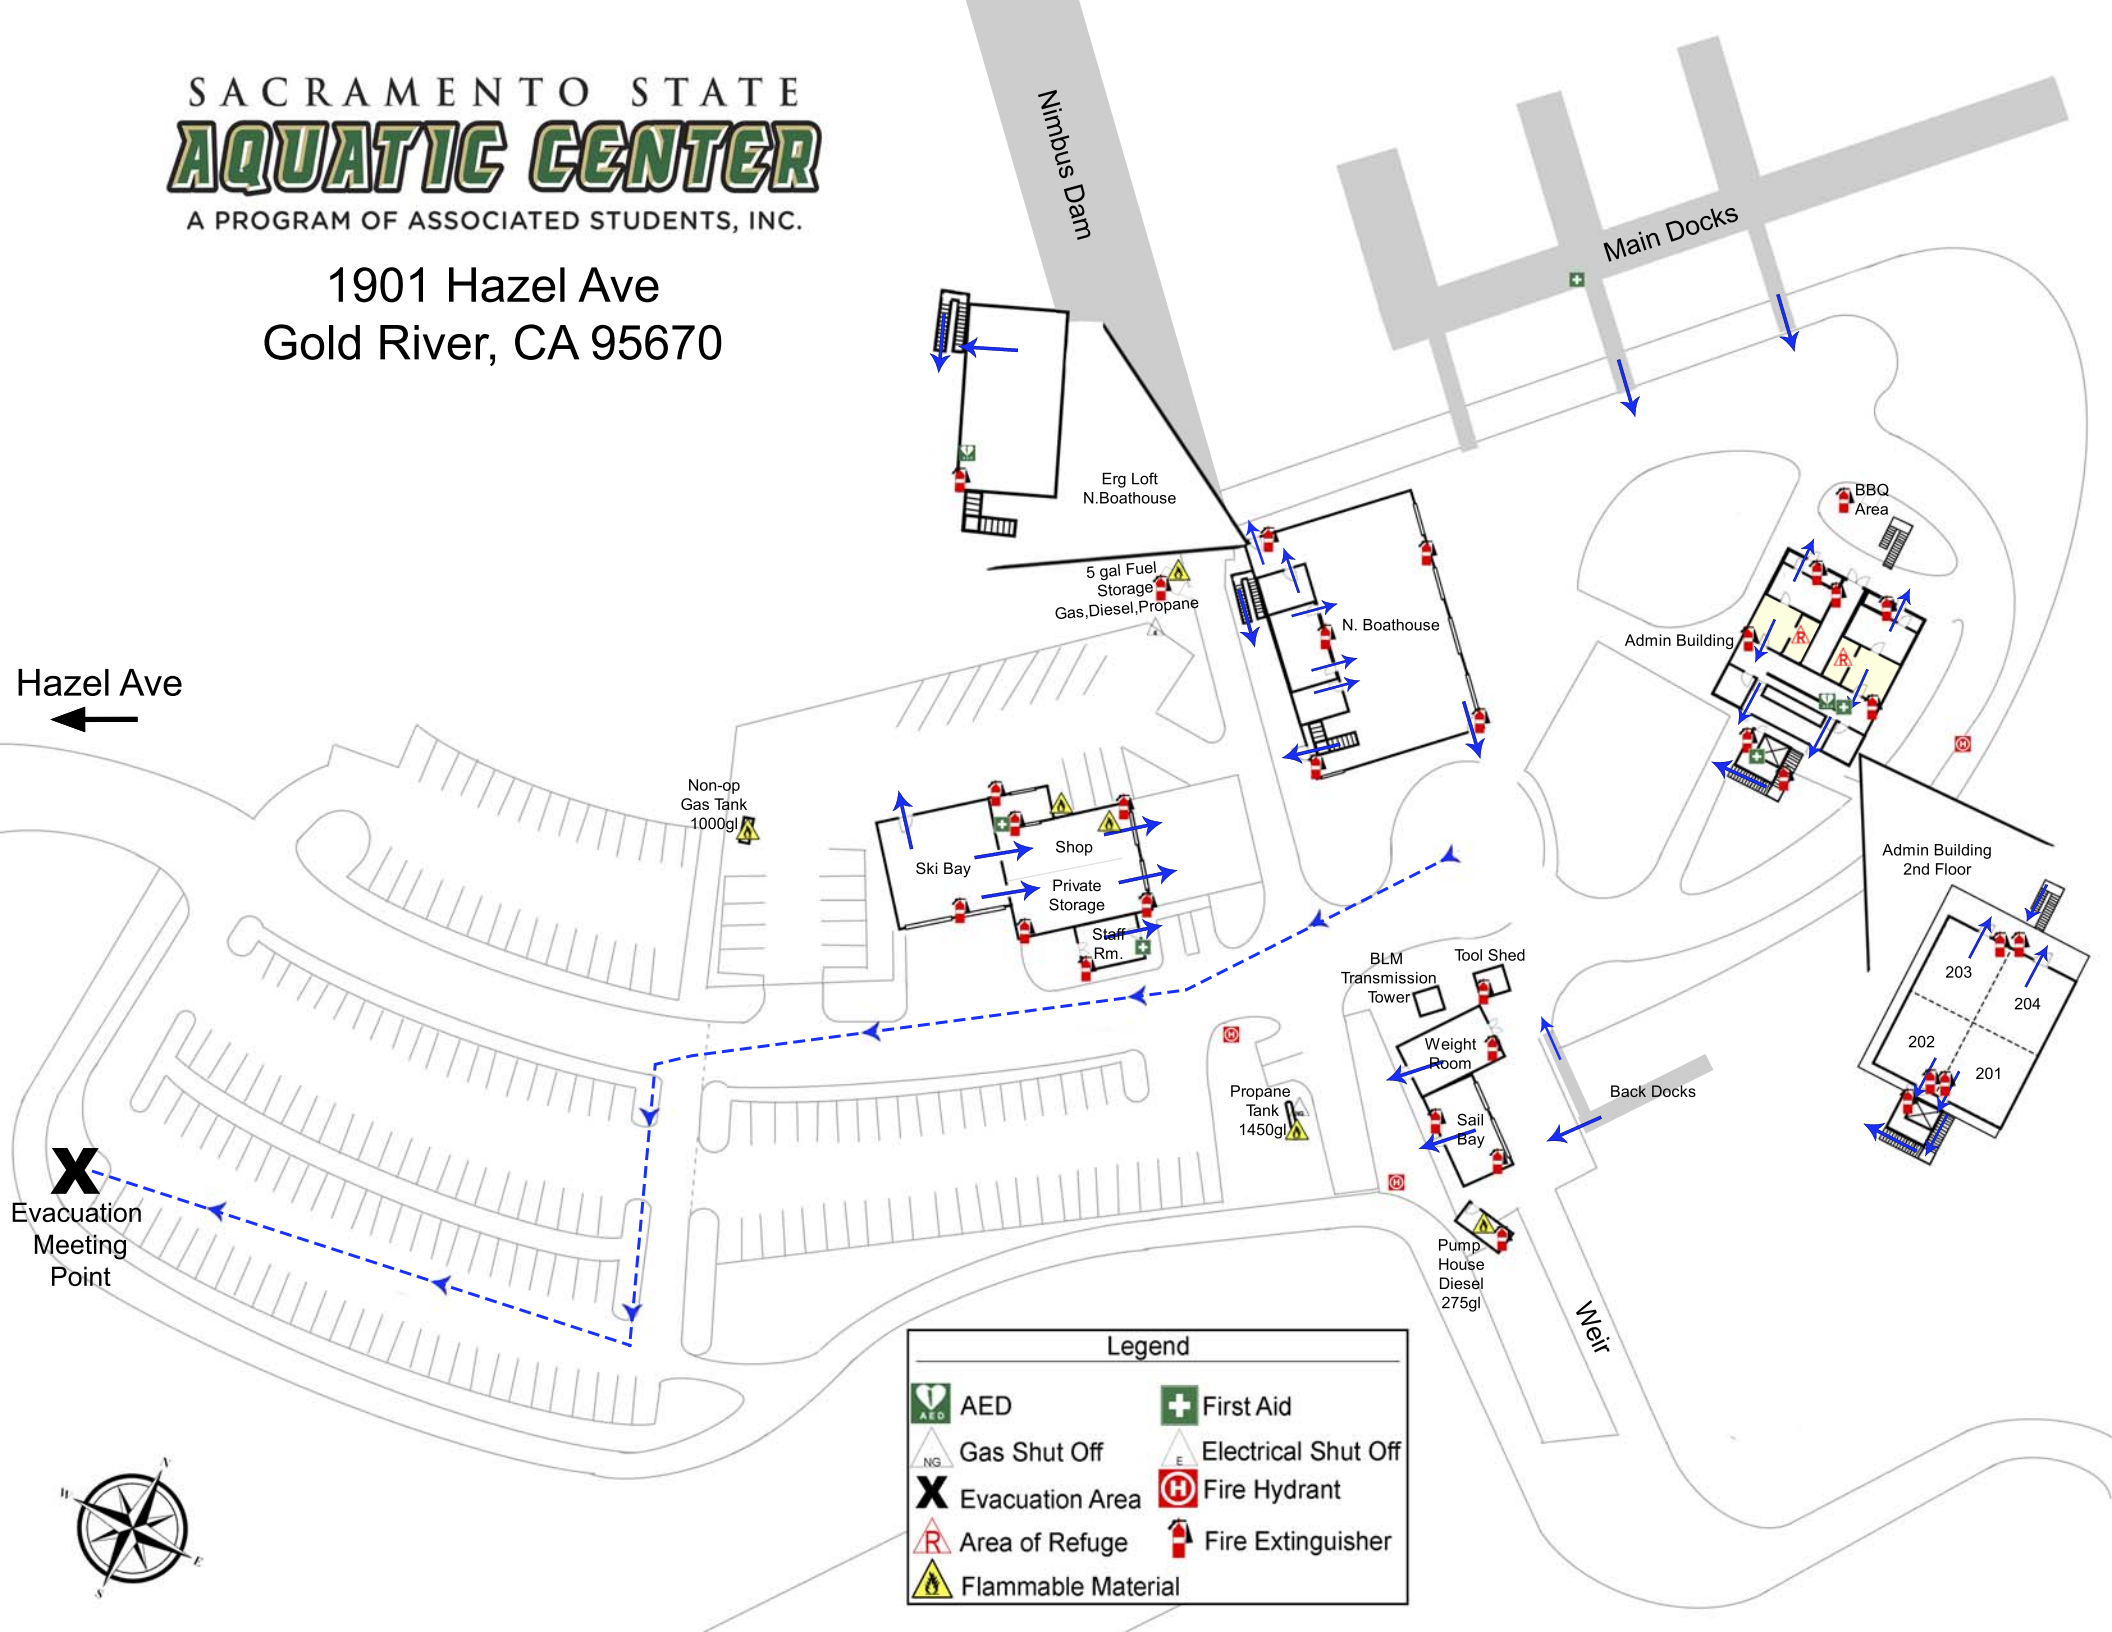 SACRAMENTO STATE
AQUATIC CENTER
A PROGRAM OF ASSOCIATED STUDENTS, INC.
1901 Hazel Ave
Gold River, CA 95670
Nimbus Dam
Main Docks
Erg Loft
N.Boathouse
5 gal Fuel
Storage
Gas,Diesel,Propane
N. Boathouse
BBQ
Area
Admin Building
R
R
H
Hazel Ave
Non-op
Gas Tank
1000gl
Ski Bay
Shop
Private
Storage
Staff
Rm.
Admin Building
2nd Floor
203
204
202
201
BLM
Transmission
Tower
Tool Shed
Weight
Room
Sail
Bay
Back Docks
H
Propane
Tank
1450gl
NG
H
Pump
House
Diesel
275gl
Weir
X
Evacuation
Meeting
Point
N
W
E
S
Legend
AED
AED
First Aid
NG
Gas Shut Off
E
Electrical Shut Off
X
Evacuation Area
H
Fire Hydrant
R
Area of Refuge
Fire Extinguisher
Flammable Material